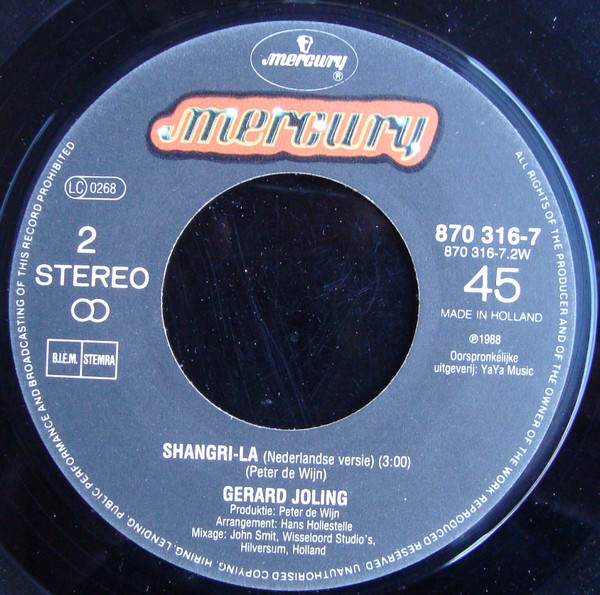 mercury
®
mercury
LC 0268
2
STEREO
B.I.E.M. STEMRA
870 316-7
870 316-7.2W
45
MADE IN HOLLAND
℗1988
Oorspronkélijke
uitgeverij: YaYa Music
SHANGRI-LA (Nederlandse versie) (3:00)
(Peter de Wijn)
GERARD JOLING
Produktie: Peter de Wijn
Arrangement: Hans Hollestelle
Mixage: John Smit, Wisseloord Studio's,
Hilversum, Holland
ALL RIGHTS OF THE PRODUCER AND OF THE OWNER OF THE WORK REPRODUCED RESERVED. UNAUTHORISED COPYING, HIRING, LENDING, PUBLIC PERFORMANCE AND BROADCASTING OF THIS RECORD PROHIBITED